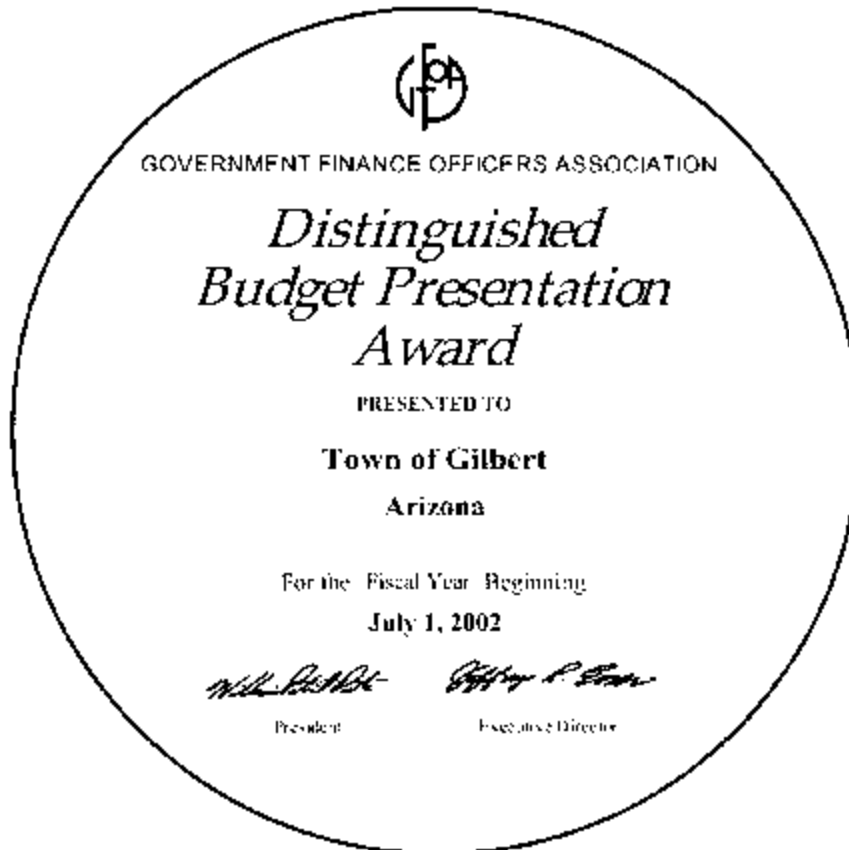 GFOA
GOVERNMENT FINANCE OFFICERS ASSOCIATION
Distinguished
Budget Presentation
Award
PRESENTED TO
Town of Gilbert
Arizona
For the Fiscal Year Beginning
July 1, 2002
President
Executive Director